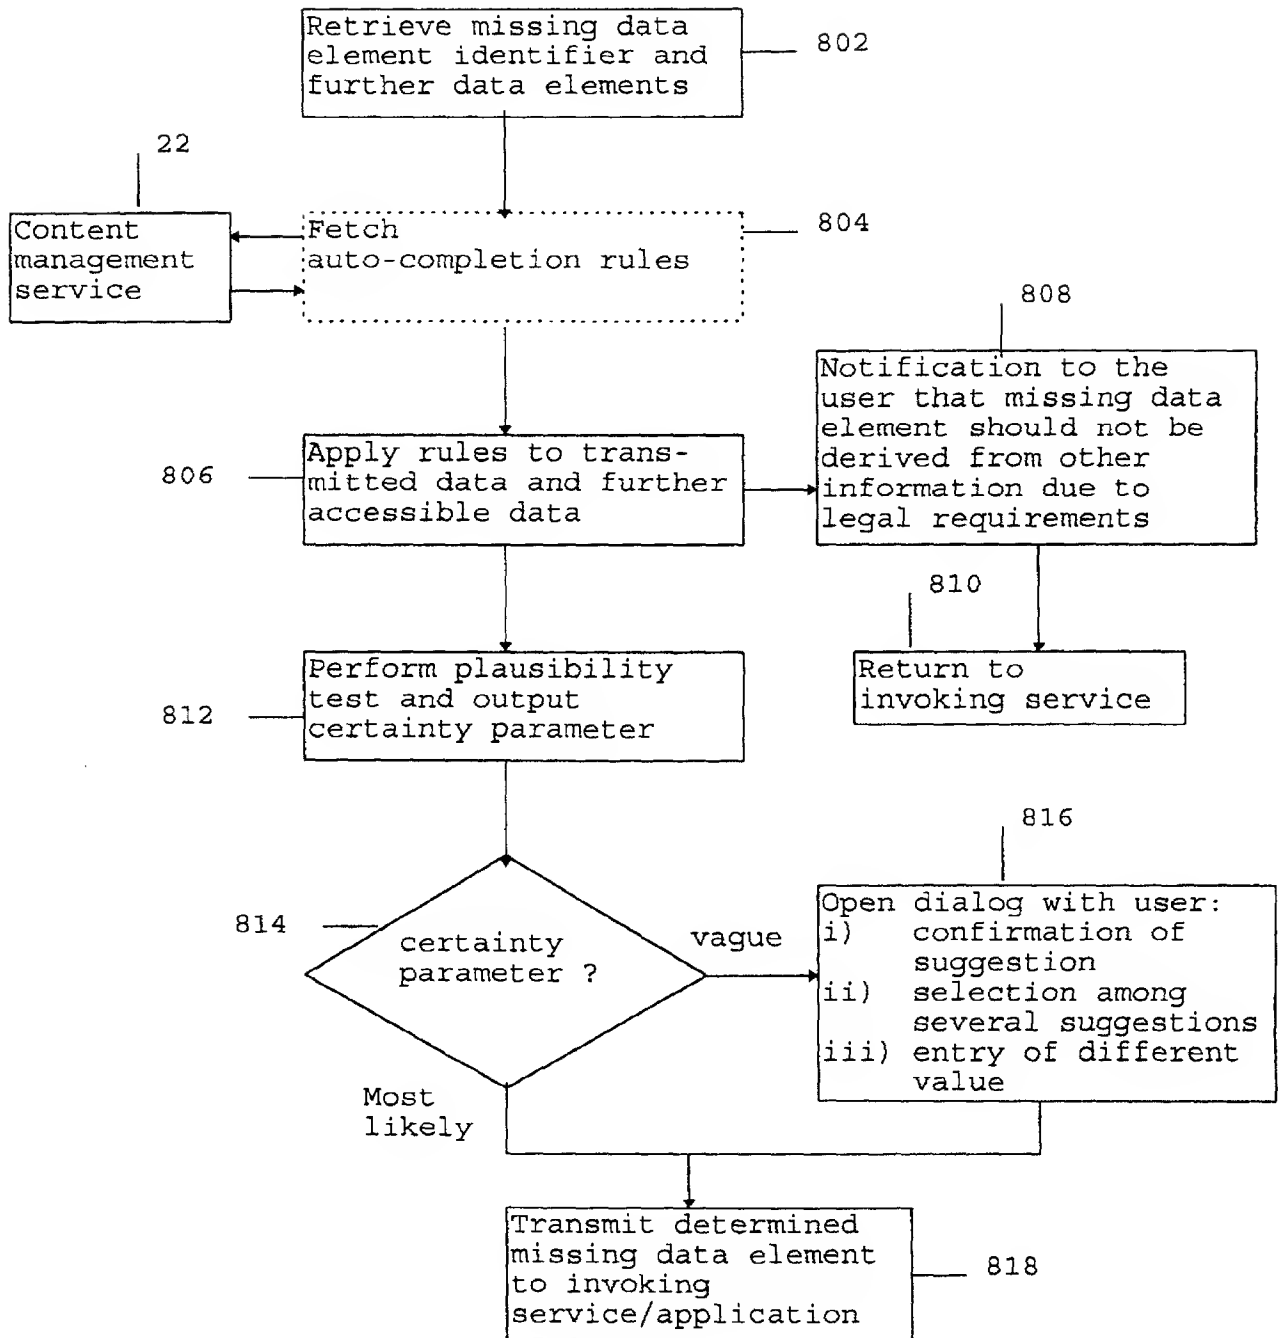 Retrieve missing data
element identifier and
further data elements
802
22
Content
management
service
Fetch
auto-completion rules
804
808
Notification to the
user that missing data
element should not be
derived from other
information due to
legal requirements
806
Apply rules to trans-
mitted data and further
accessible data
810
Return to
invoking service
812
Perform plausibility
test and output
certainty parameter
816
814
certainty
parameter ?
vague
Open dialog with user:
i) confirmation of
suggestion
ii) selection among
several suggestions
iii) entry of different
value
Most
likely
Transmit determined
missing data element
to invoking
service/application
818